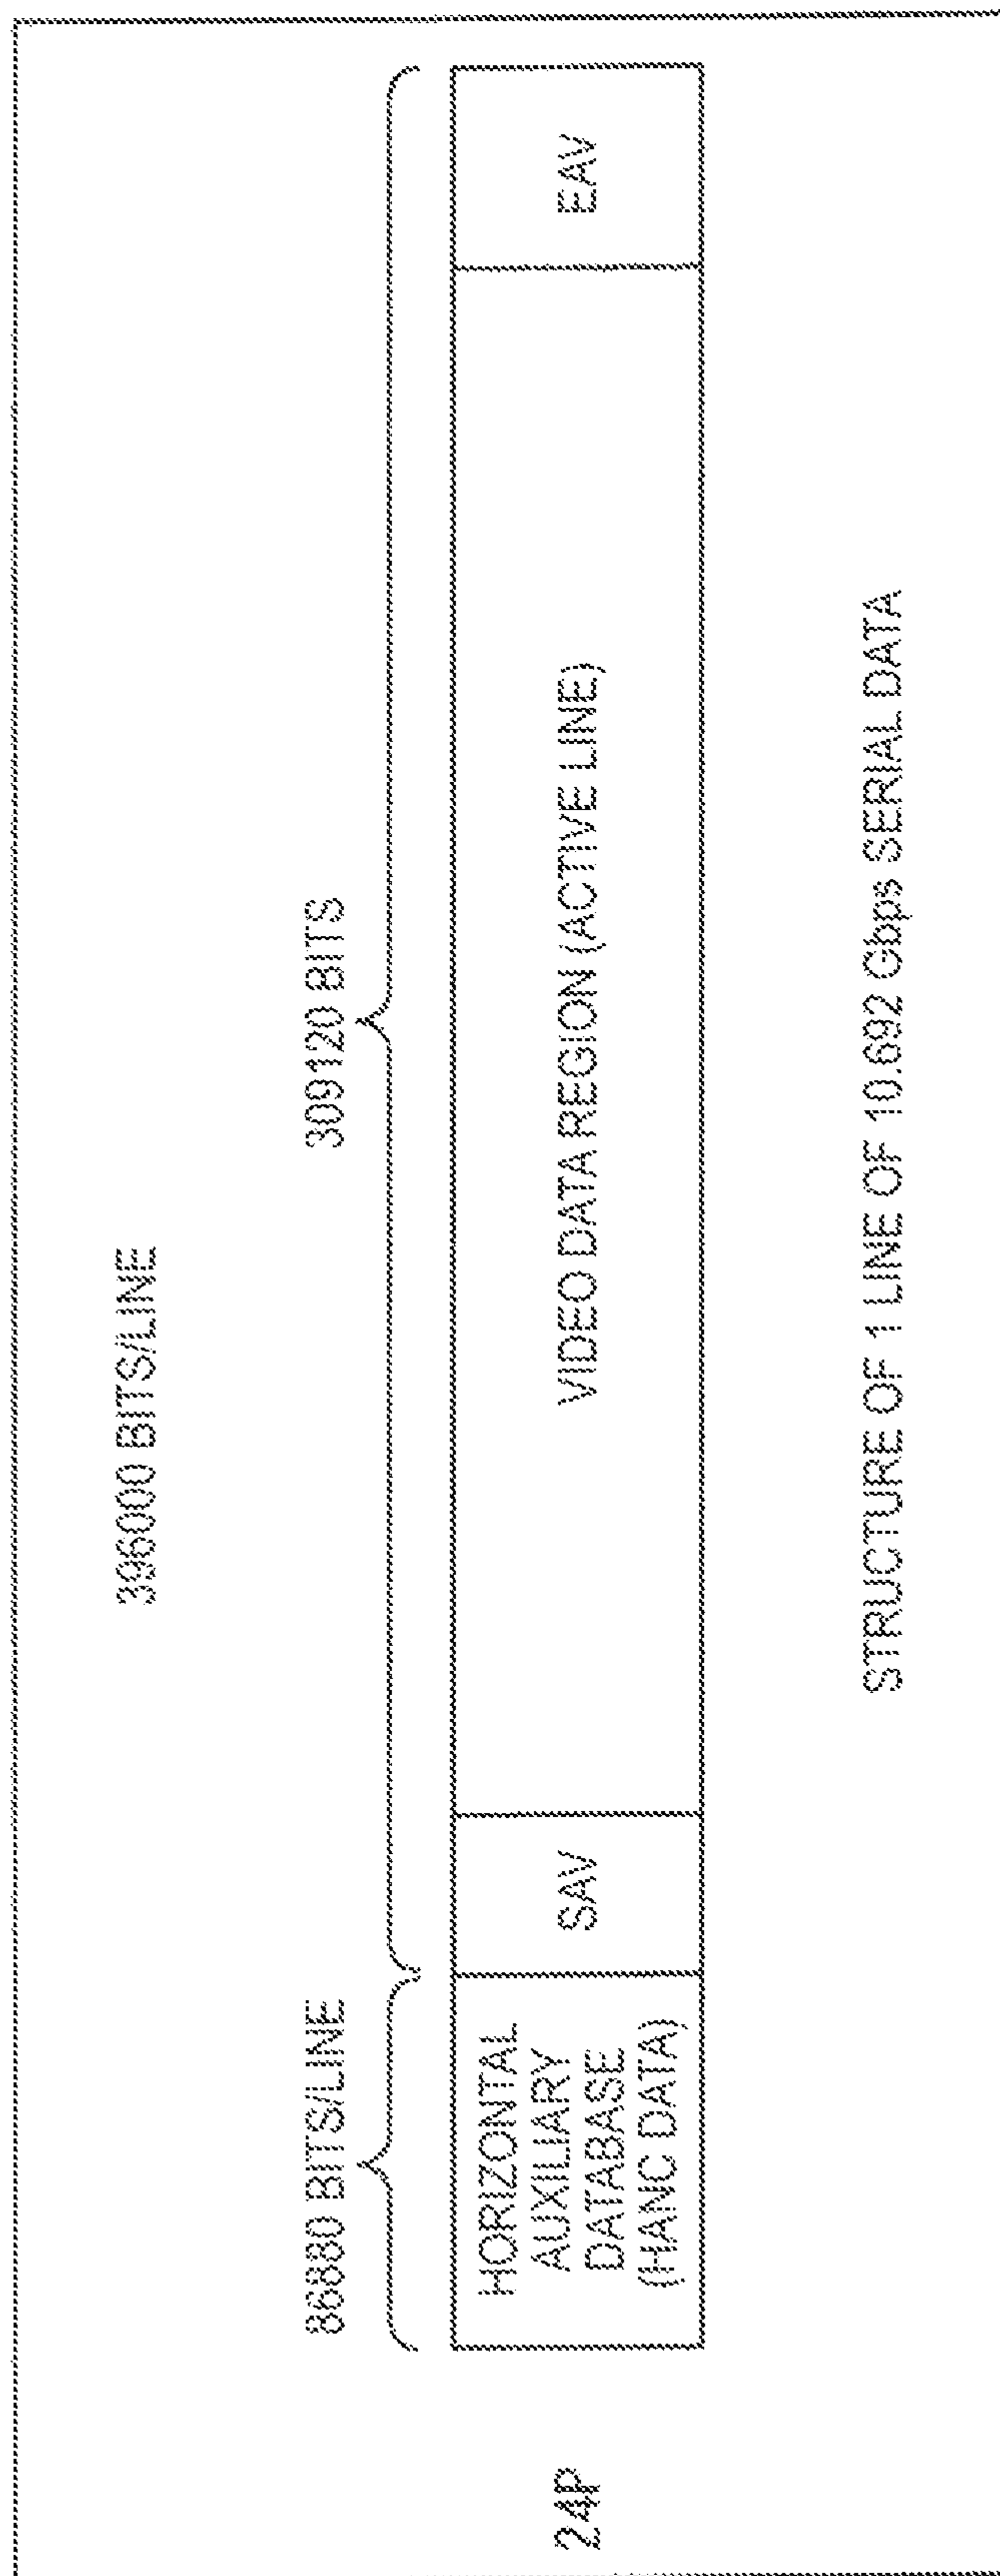 396000 BITS/LINE
86880 BITS/LINE
309120 BITS
24P
HORIZONTAL
AUXILIARY
DATABASE
(HANC DATA)
SAV
VIDEO DATA REGION (ACTIVE LINE)
EAV
STRUCTURE OF 1 LINE OF 10.692 Gbps SERIAL DATA